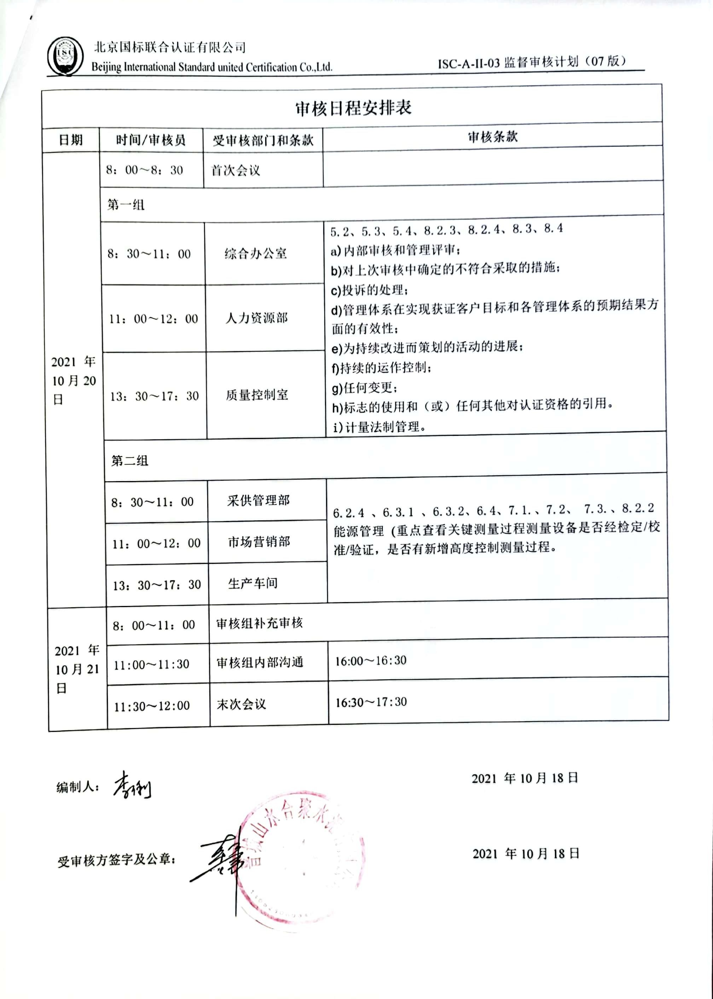 ISC
北京国标联合认证有限公司
Beijing International Standard united Certification Co.,Ltd.
ISC-A-II-03 监督审核计划（07 版）
审核日程安排表
日期
时间/审核员
受审核部门和条款
审核条款
2021 年
10 月 20
日
8：00～8：30
首次会议
第一组
8：30～11：00
综合办公室
11：00～12：00
人力资源部
13：30～17：30
质量控制室
5.2、5.3、5.4、8.2.3、8.2.4、8.3、8.4
a)内部审核和管理评审；
b)对上次审核中确定的不符合采取的措施；
c)投诉的处理；
d)管理体系在实现获证客户目标和各管理体系的预期结果方
面的有效性；
e)为持续改进而策划的活动的进展；
f)持续的运作控制；
g)任何变更；
h)标志的使用和（或）任何其他对认证资格的引用。
i)计量法制管理。
第二组
8：30～11：00
采供管理部
11：00～12：00
市场营销部
13：30～17：30
生产车间
6.2.4 、6.3.1 、6.3.2、6.4、7.1.、7.2、 7.3.、8.2.2
能源管理（重点查看关键测量过程测量设备是否经检定/校
准/验证，是否有新增高度控制测量过程。
2021 年
10 月 21
日
8：00～11：00
审核组补充审核
11:00～11:30
审核组内部沟通
16:00～16:30
11:30～12:00
末次会议
16:30～17:30
编制人：
李俐
2021 年 10 月 18 日
受审核方签字及公章：
山水合聚水
2021 年 10 月 18 日